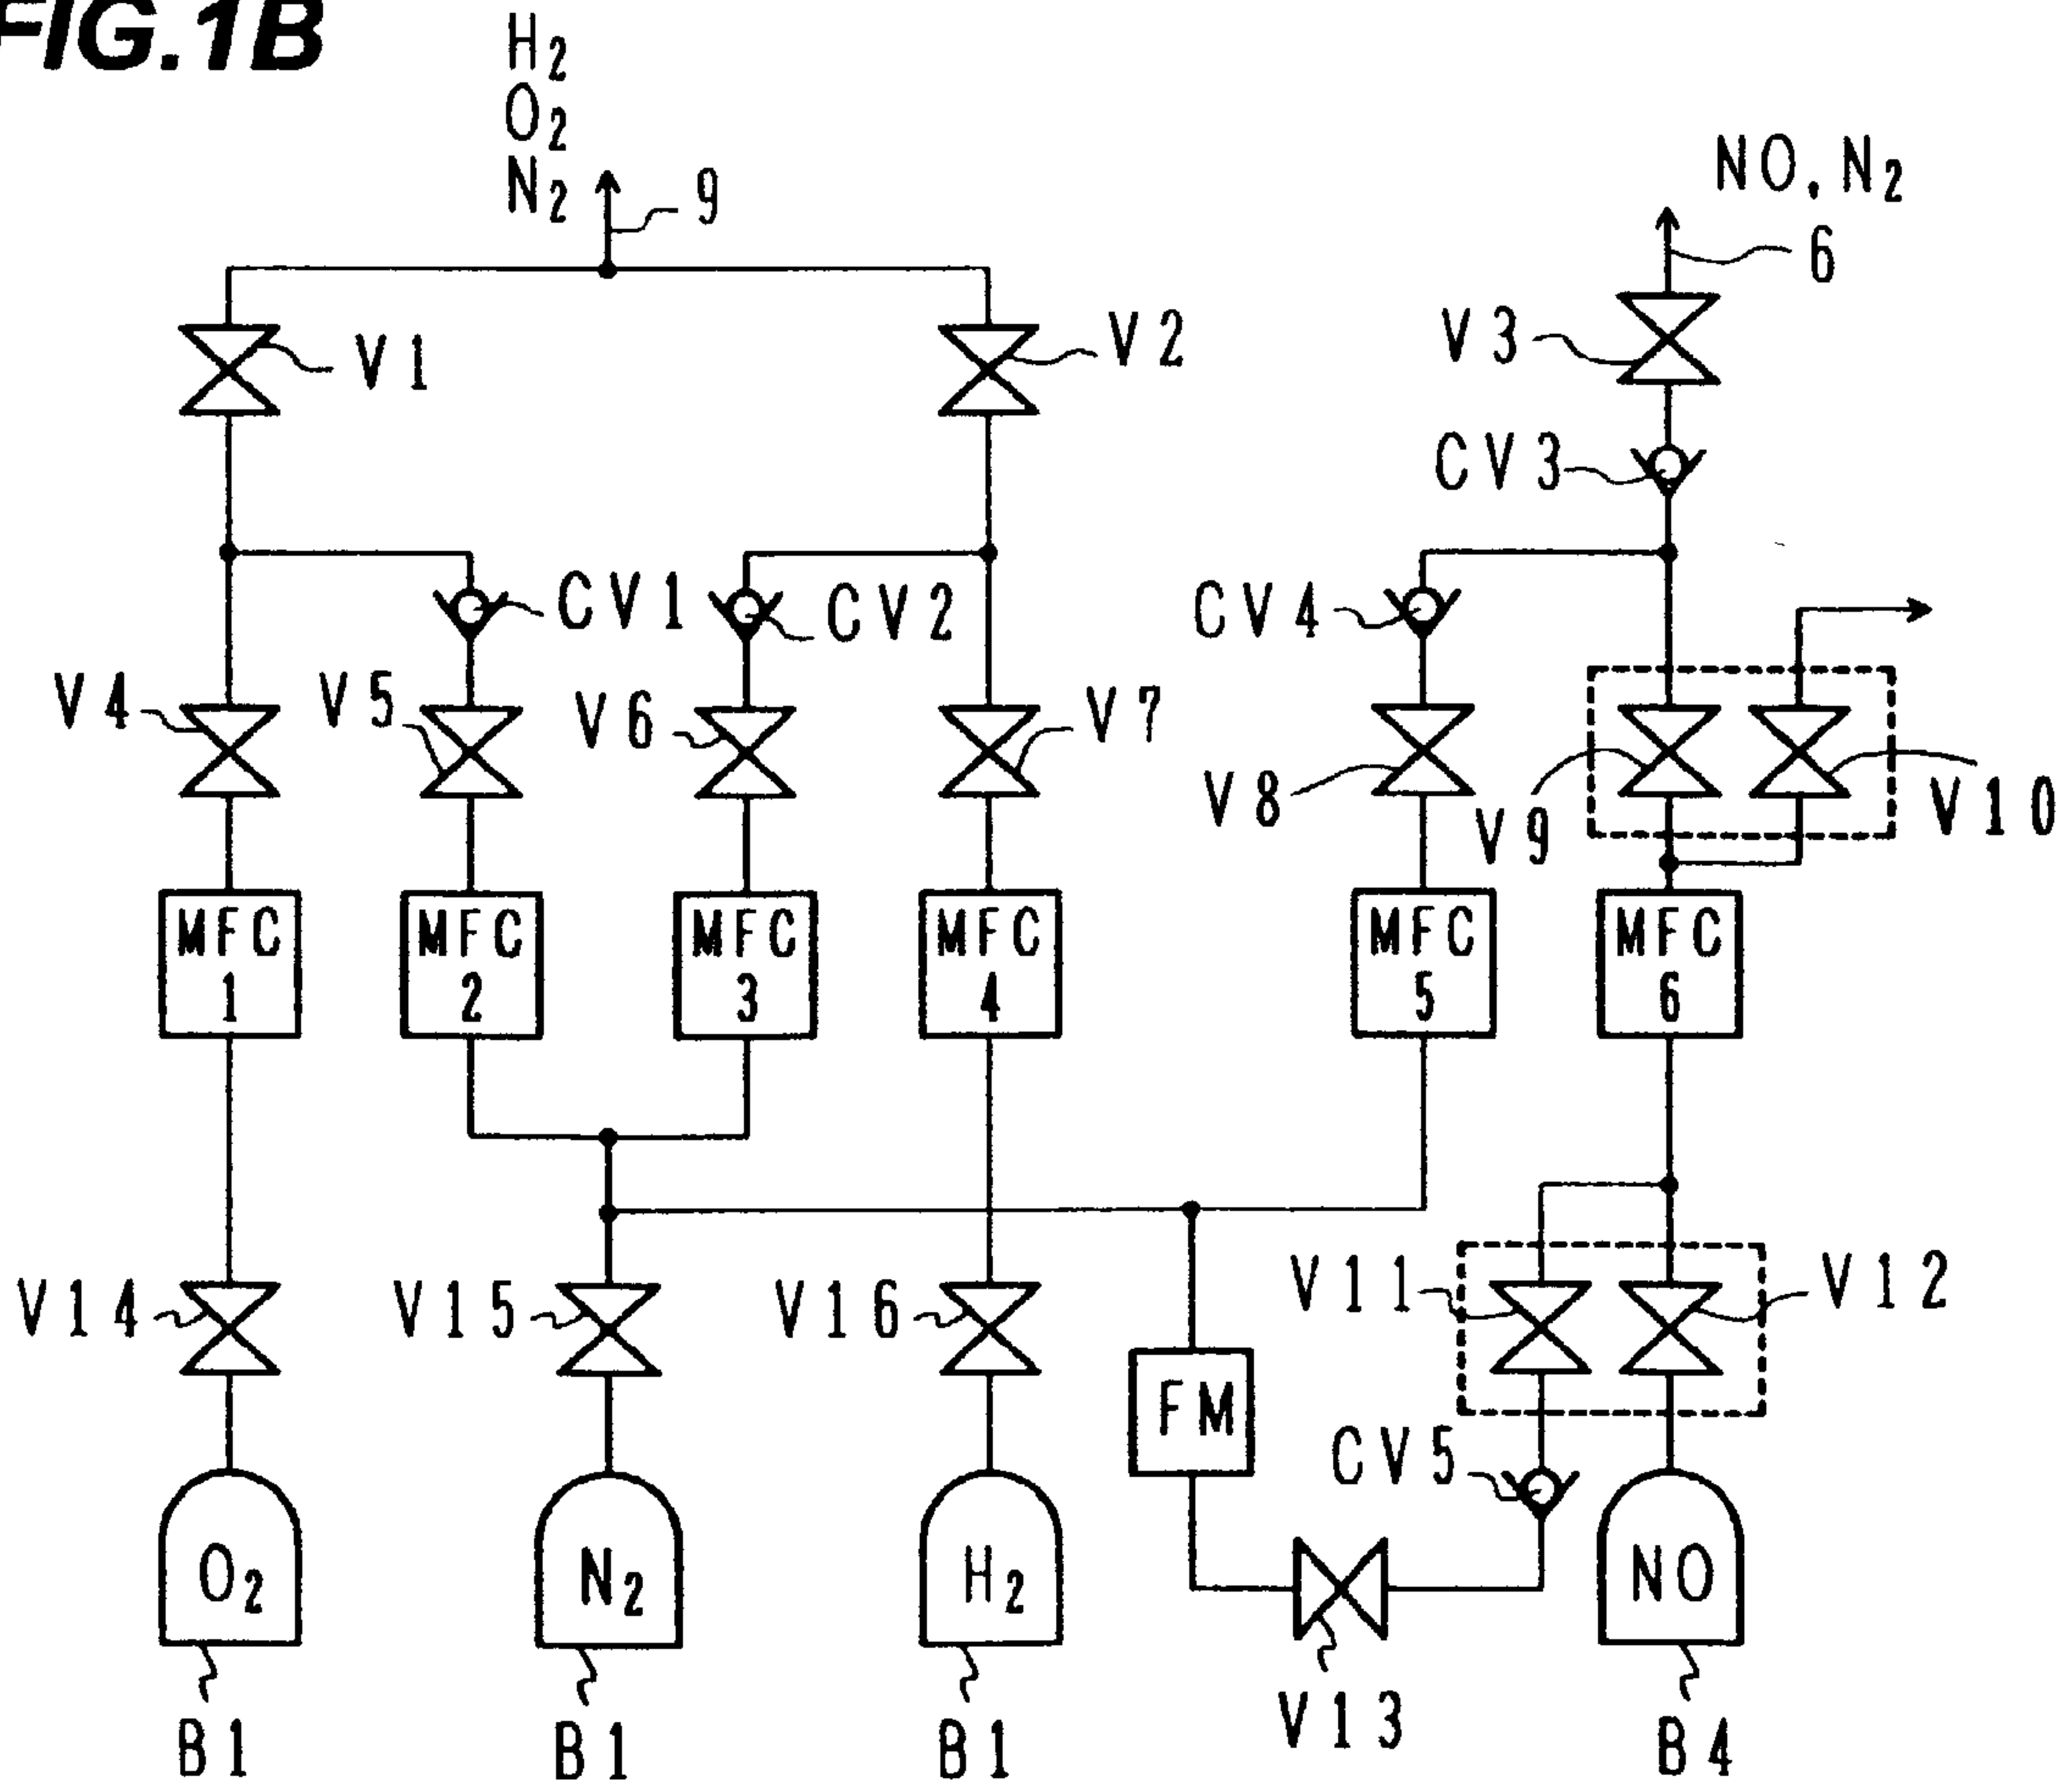 FIG.1B
H2
O2
N2
9
NO, N2
6
V1
V2
V3
CV3
CV1
CV2
CV4
V4
V5
V6
V7
V8
V9
V10
MFC
1
MFC
2
MFC
3
MFC
4
MFC
5
MFC
6
V14
V15
V16
V11
V12
FM
CV5
O2
N2
H2
NO
V13
B1
B1
B1
B4